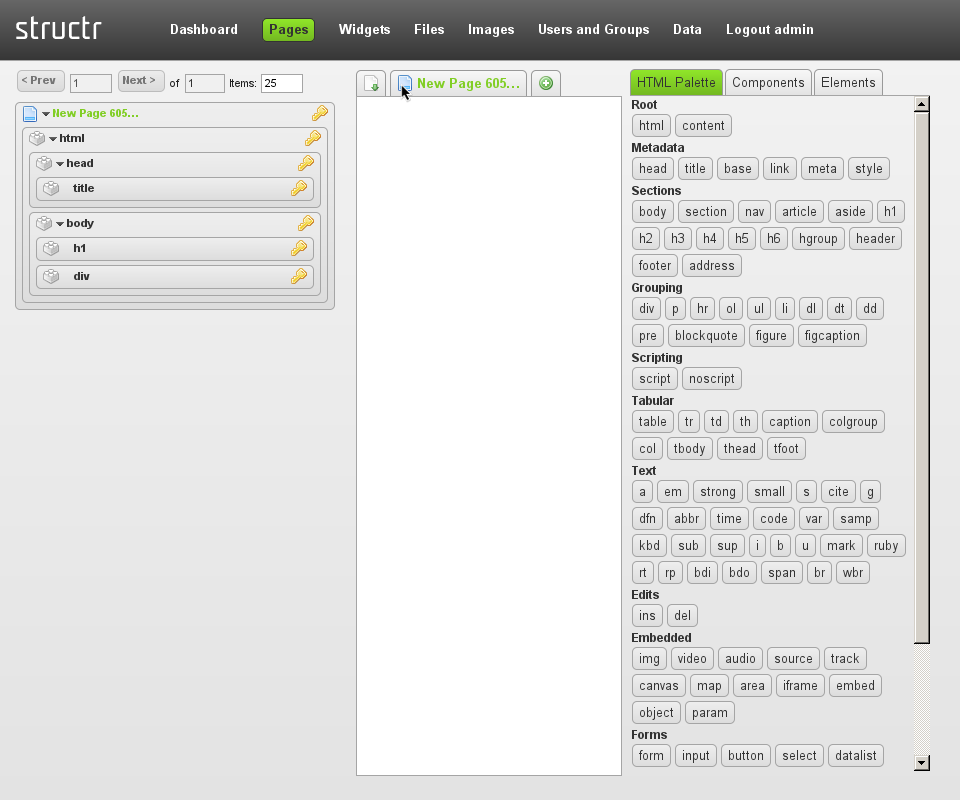 structr Dashboard Pages Widgets Files Images Users and Groups Data Logout admin
< Prev 1 Next > of 1 Items: 25
New Page 605...
html
head
title
body
h1
div
New Page 605...
HTML Palette Components Elements
Root
html content
Metadata
head title base link meta style
Sections
body section nav article aside h1
h2 h3 h4 h5 h6 hgroup header
footer address
Grouping
div p hr ol ul li dl dt dd
pre blockquote figure figcaption
Scripting
script noscript
Tabular
table tr td th caption colgroup
col tbody thead tfoot
Text
a em strong small s cite g
dfn abbr time code var samp
kbd sub sup i b u mark ruby
rt rp bdi bdo span br wbr
Edits
ins del
Embedded
img video audio source track
canvas map area iframe embed
object param
Forms
form input button select datalist